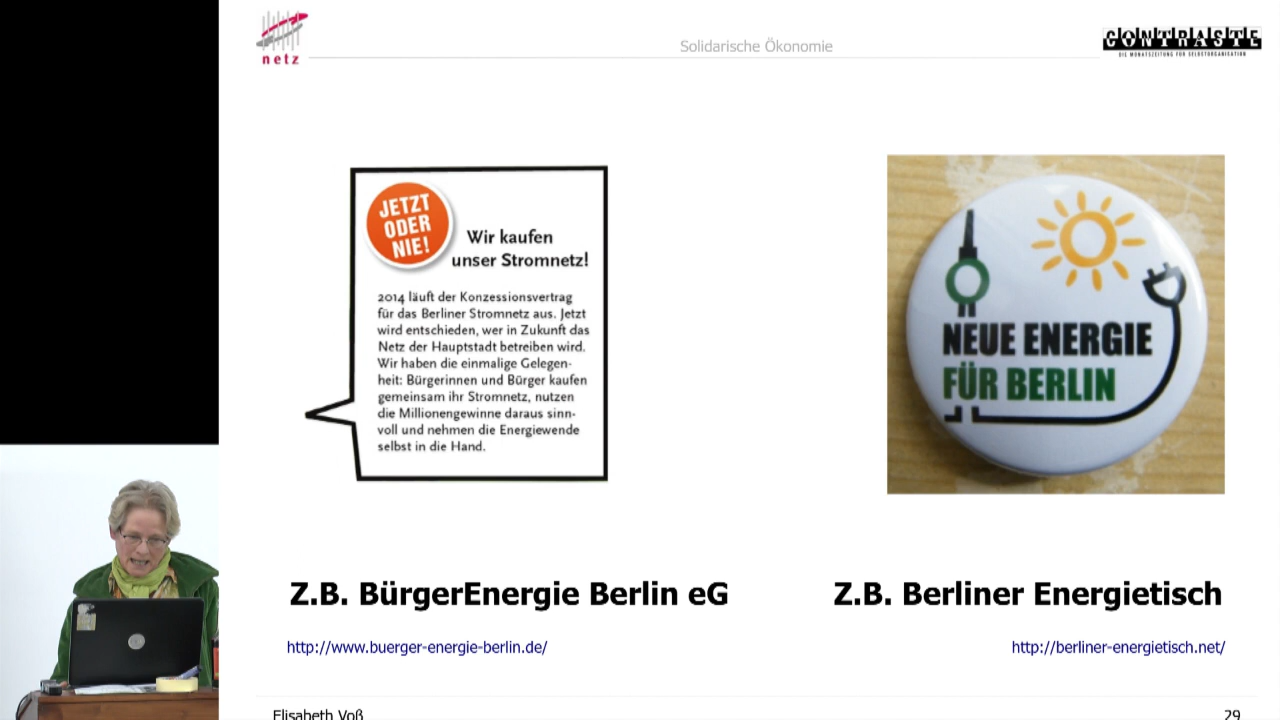 netz
Solidarische Ökonomie
CONTRASTE
DIE MONATSZEITUNG FÜR SELBSTORGANISATION
JETZT
ODER
NIE!
Wir kaufen
unser Stromnetz!
2014 läuft der Konzessionsvertrag
für das Berliner Stromnetz aus. Jetzt
wird entschieden, wer in Zukunft das
Netz der Hauptstadt betreiben wird.
Wir haben die einmalige Gelegen-
heit: Bürgerinnen und Bürger kaufen
gemeinsam ihr Stromnetz, nutzen
die Millionengewinne daraus sinn-
voll und nehmen die Energiewende
selbst in die Hand.
NEUE ENERGIE
FÜR BERLIN
Z.B. BürgerEnergie Berlin eG
http://www.buerger-energie-berlin.de/
Z.B. Berliner Energietisch
http://berliner-energietisch.net/
Elisabeth Voß
29